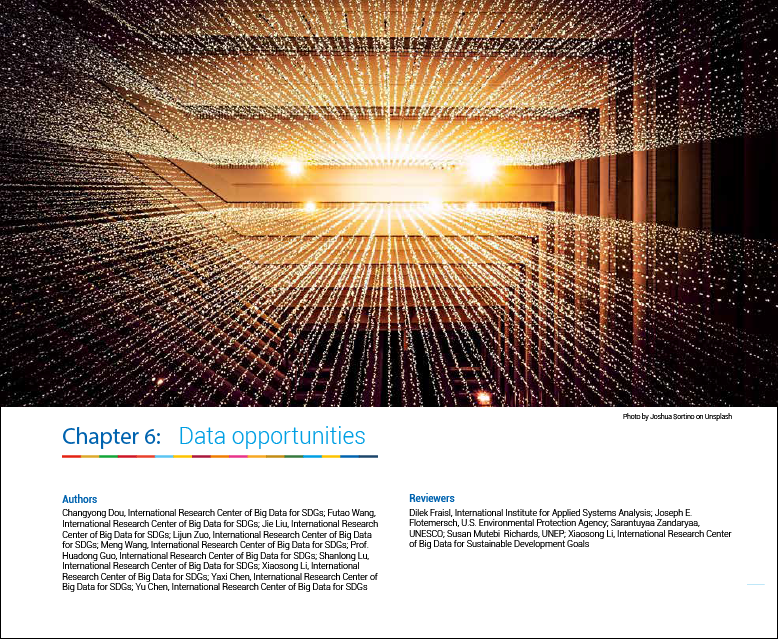 Photo by Joshua Sortino on Unsplash
Chapter 6: Data opportunities
Authors
Changyong Dou, International Research Center of Big Data for SDGs; Futao Wang,
International Research Center of Big Data for SDGs; Jie Liu, International Research
Center of Big Data for SDGs; Lijun Zuo, International Research Center of Big Data
for SDGs; Meng Wang, International Research Center of Big Data for SDGs; Prof.
Huadong Guo, International Research Center of Big Data for SDGs; Shanlong Lu,
International Research Center of Big Data for SDGs; Xiaosong Li, International
Research Center of Big Data for SDGs; Yaxi Chen, International Research Center of
Big Data for SDGs; Yu Chen, International Research Center of Big Data for SDGs
Reviewers
Dilek Fraisl, International Institute for Applied Systems Analysis; Joseph E.
Flotemersch, U.S. Environmental Protection Agency; Sarantuyaa Zandaryaa,
UNESCO; Susan Mutebi Richards, UNEP; Xiaosong Li, International Research Center
of Big Data for Sustainable Development Goals